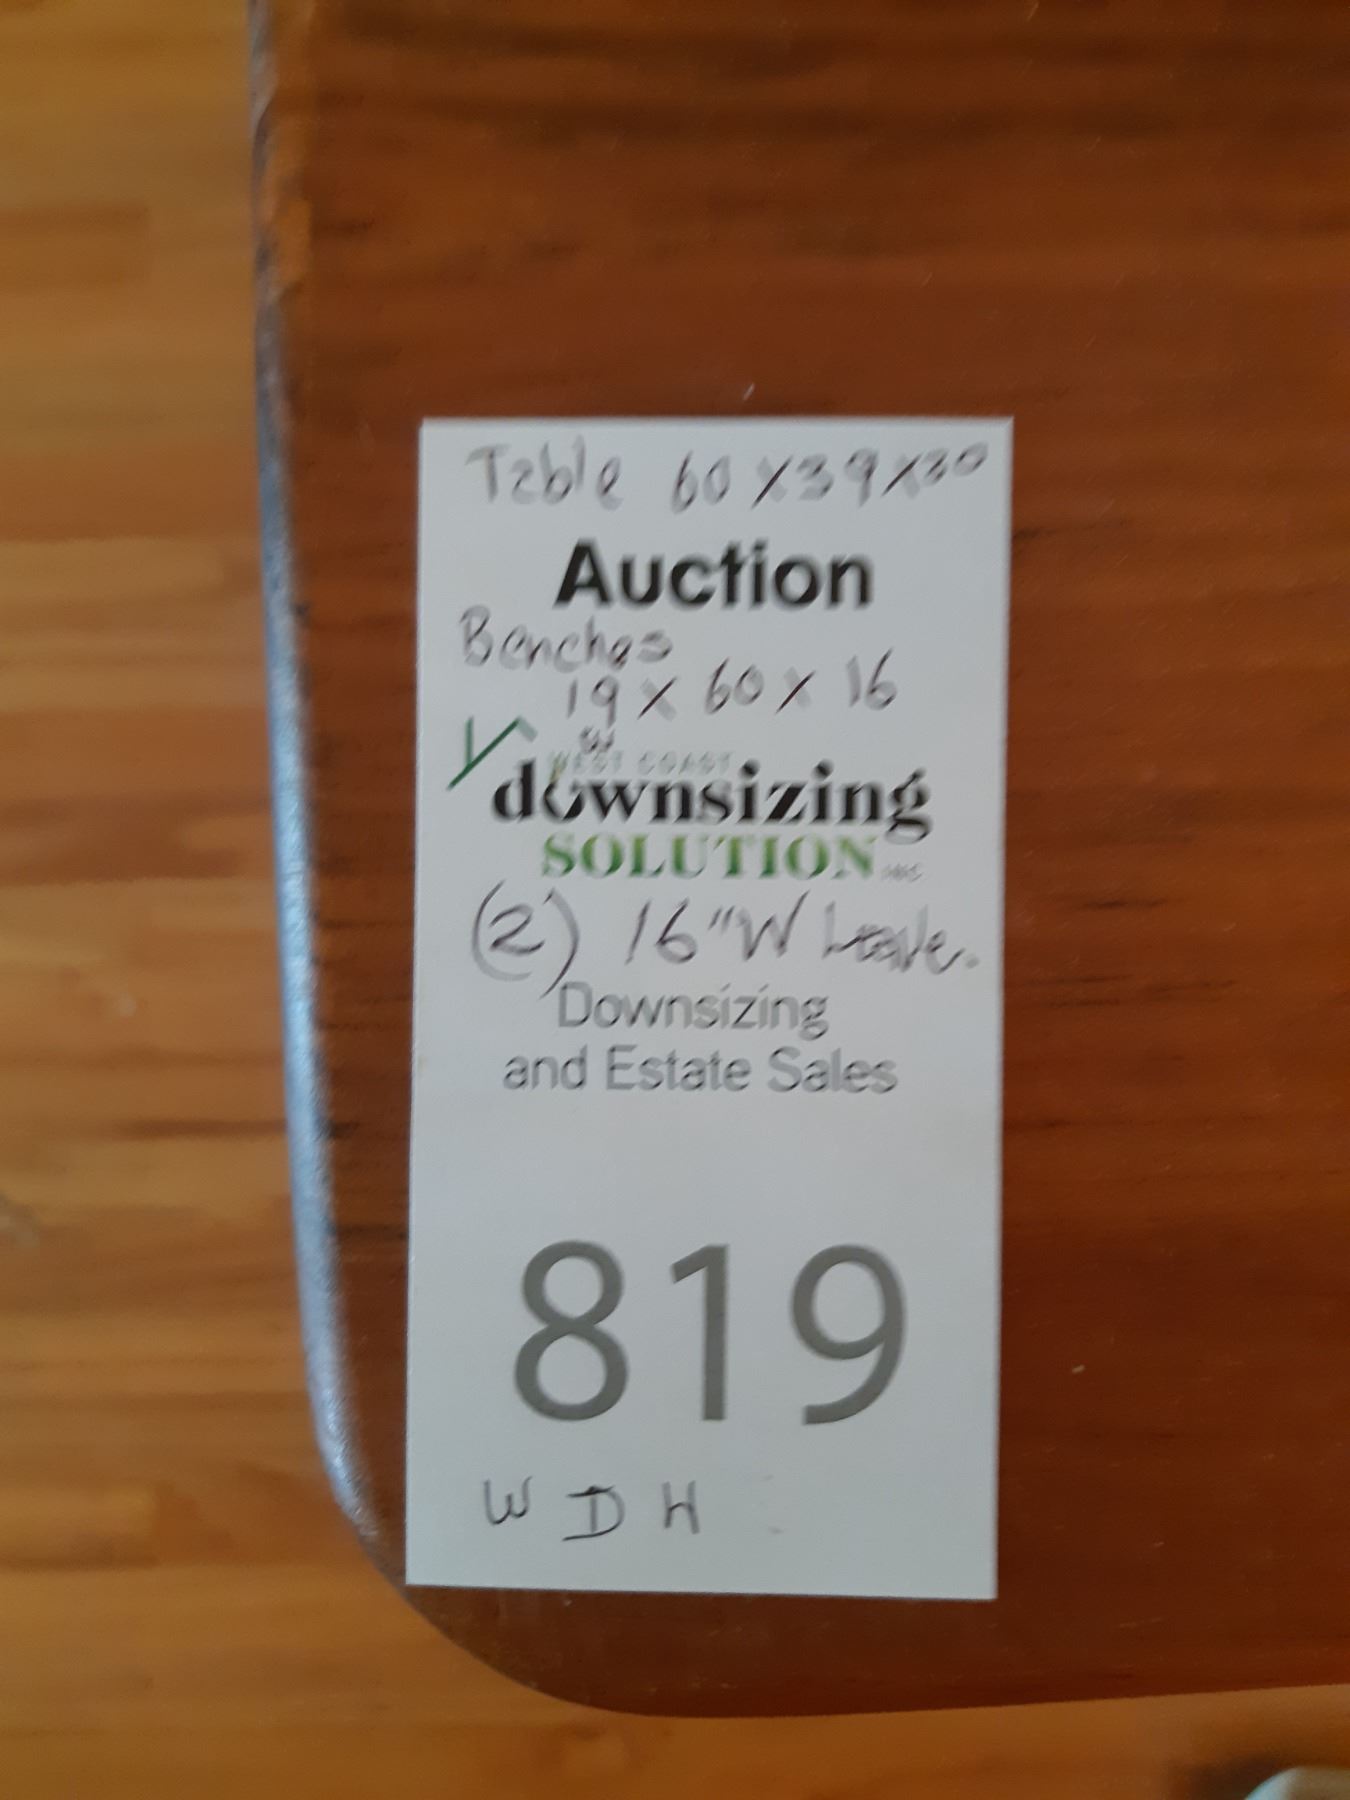 Table 60 x 39 x 30
Auction
Benches
19 x 60 x 16
W
WEST COAST
downsizing
SOLUTION INC
(2) 16"W Leave.
Downsizing
and Estate Sales
819
W D H